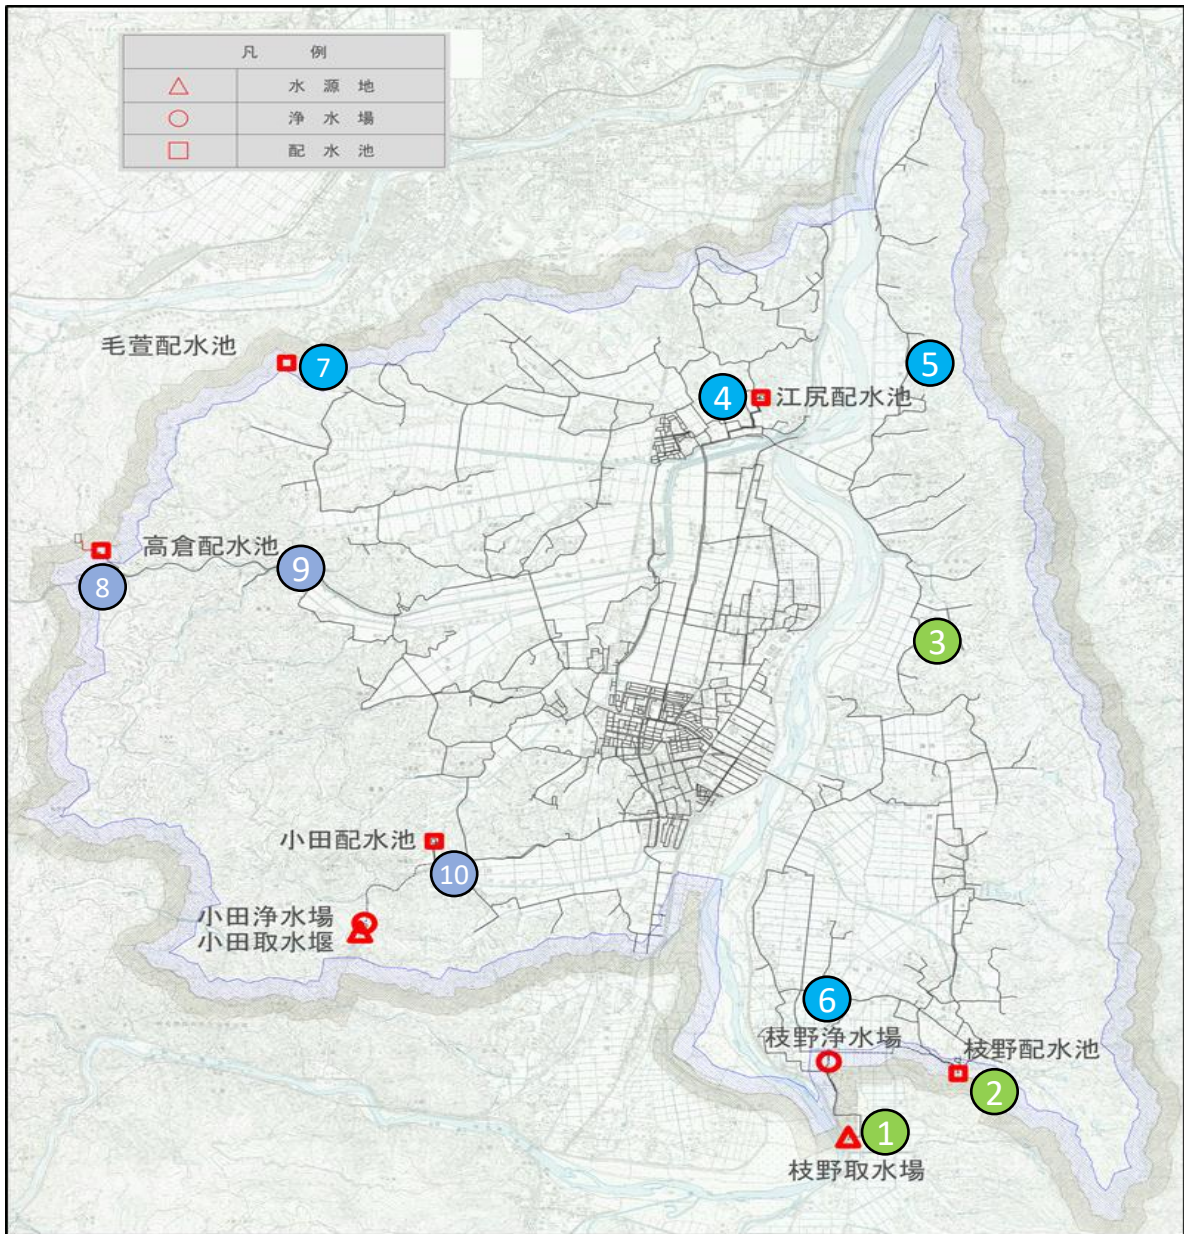 凡 例
水源地
浄水場
配水池
毛萱配水池
7
4
江尻配水池
5
高倉配水池
8
9
3
小田配水池
10
小田浄水場
小田取水堰
6
枝野浄水場
枝野配水池
2
1
枝野取水場